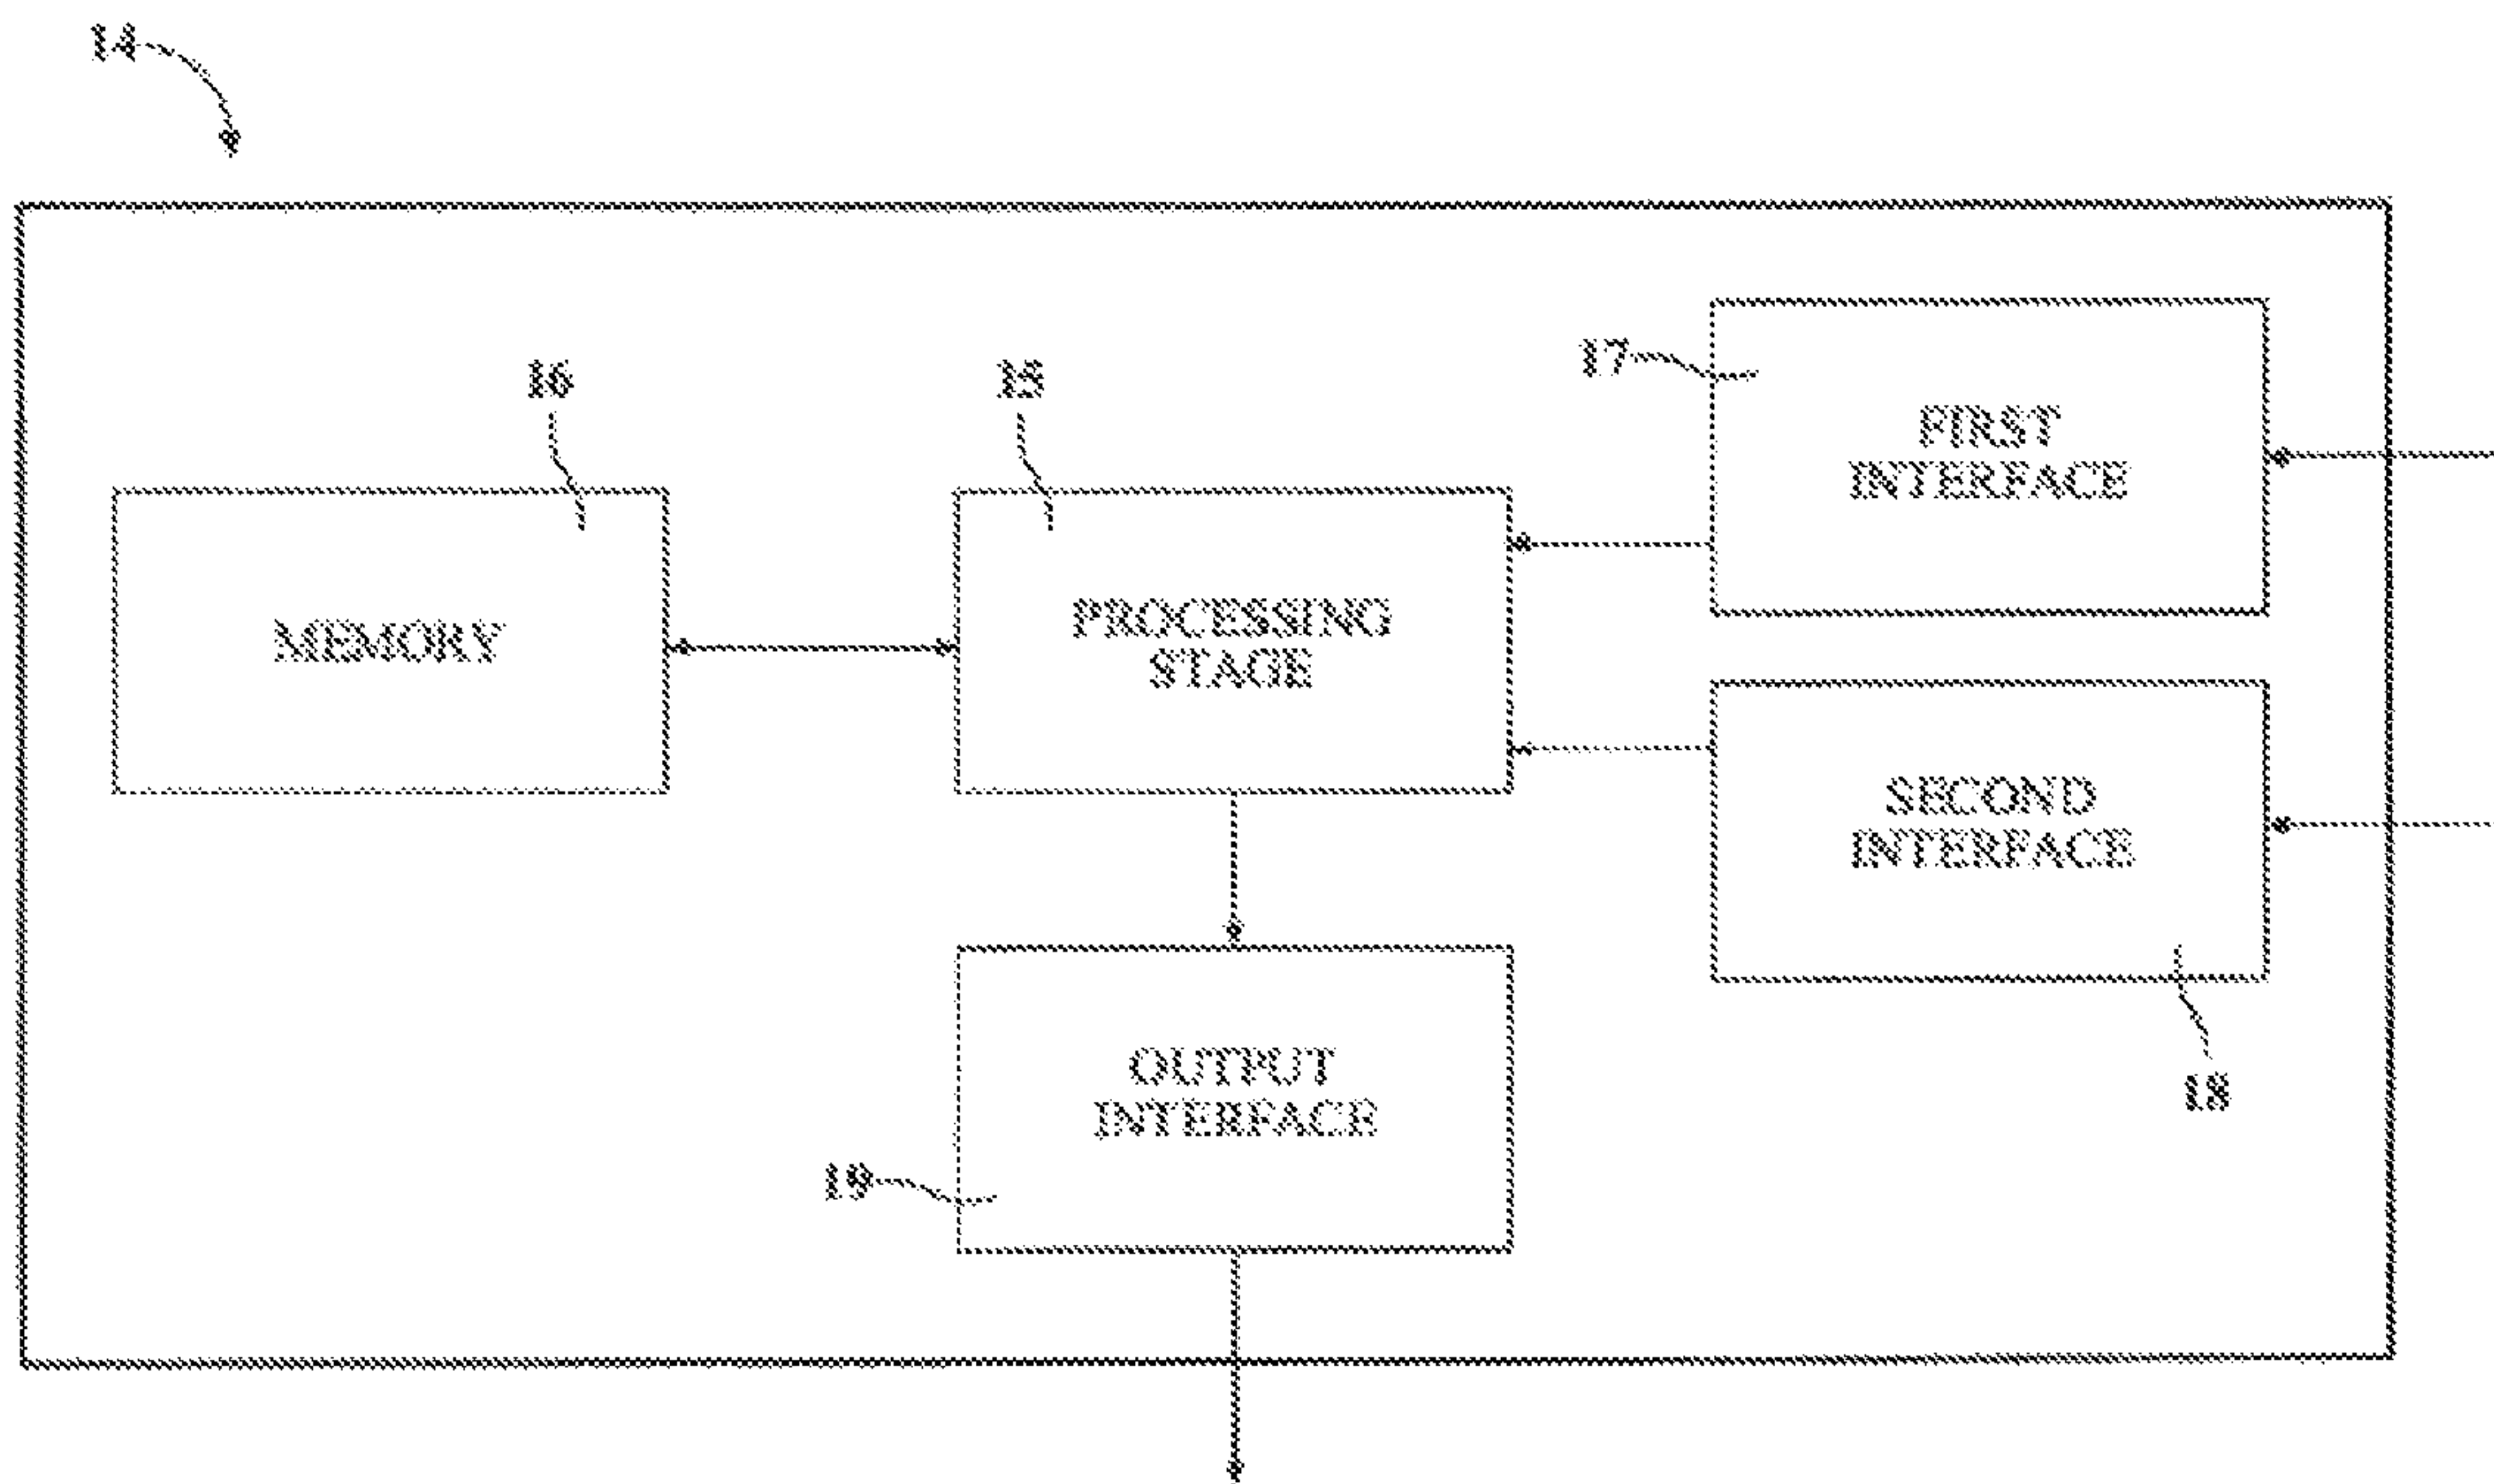 14
16
15
17
FIRST
INTERFACE
MEMORY
PROCESSING
STAGE
SECOND
INTERFACE
OUTPUT
INTERFACE
18
19